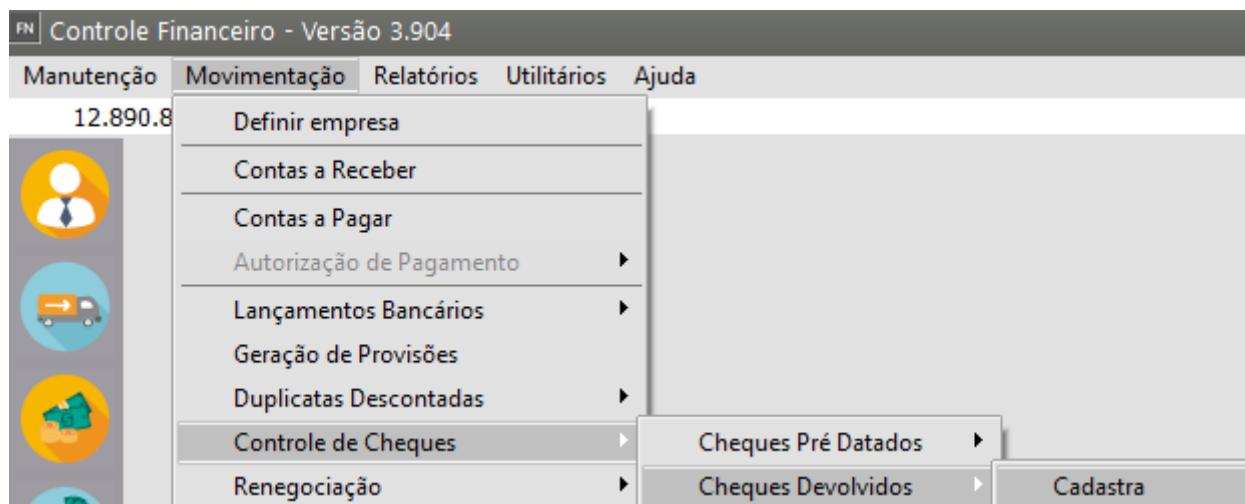 FN Controle Financeiro - Versão 3.904
Manutenção Movimentação Relatórios Utilitários Ajuda
12.890.8
Definir empresa
Contas a Receber
Contas a Pagar
Autorização de Pagamento
Lançamentos Bancários
Geração de Provisões
Duplicatas Descontadas
Controle de Cheques Cheques Pré Datados
Renegociação Cheques Devolvidos Cadastra